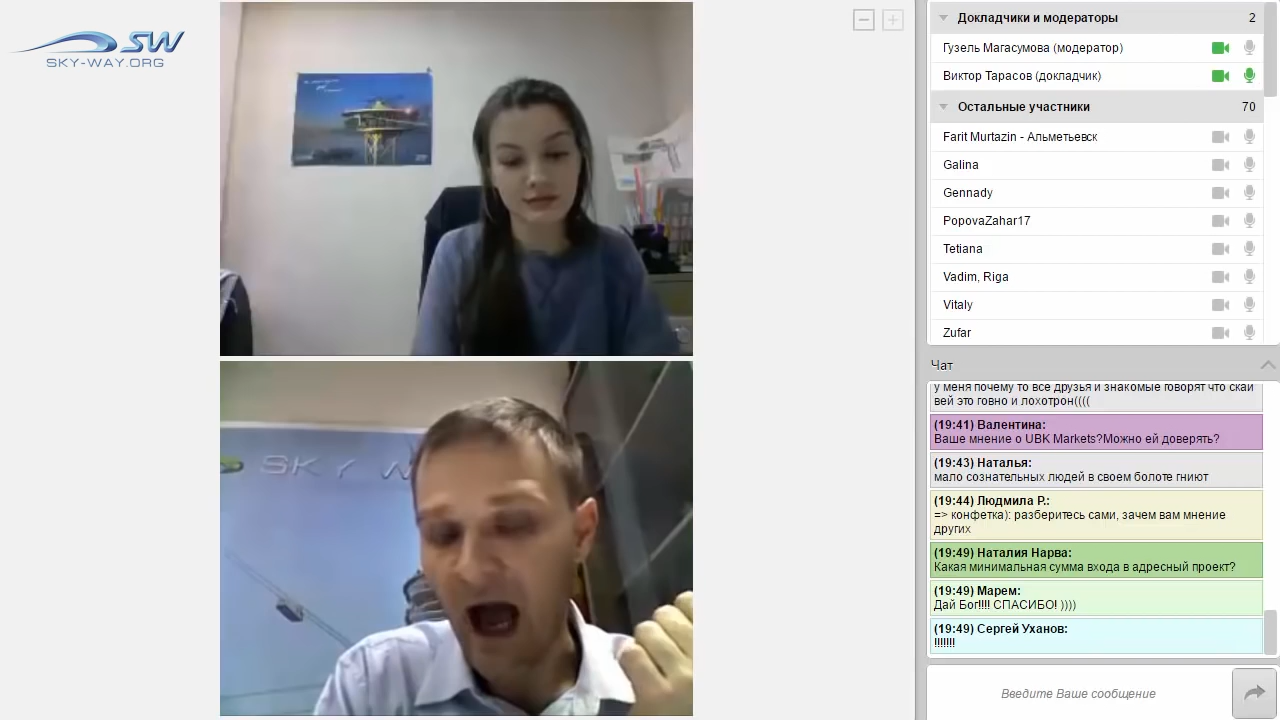 SW
SKY-WAY.ORG
SKY W
Докладчики и модераторы 2
Гузель Магасумова (модератор)
Виктор Тарасов (докладчик)
Остальные участники 70
Farit Murtazin - Альметьевск
Galina
Gennady
PopovaZahar17
Tetiana
Vadim, Riga
Vitaly
Zufar
Чат
у меня почему то все друзья и знакомые говорят что скай
вей это говно и лохотрон((((
(19:41) Валентина:
Ваше мнение о UBK Markets?Можно ей доверять?
(19:43) Наталья:
мало сознательных людей в своем болоте гниют
(19:44) Людмила Р.:
=> конфетка): разберитесь сами, зачем вам мнение
других
(19:49) Наталия Нарва:
Какая минимальная сумма входа в адресный проект?
(19:49) Марем:
Дай Бог!!!! СПАСИБО! ))))
(19:49) Сергей Уханов:
!!!!!!!
Введите Ваше сообщение